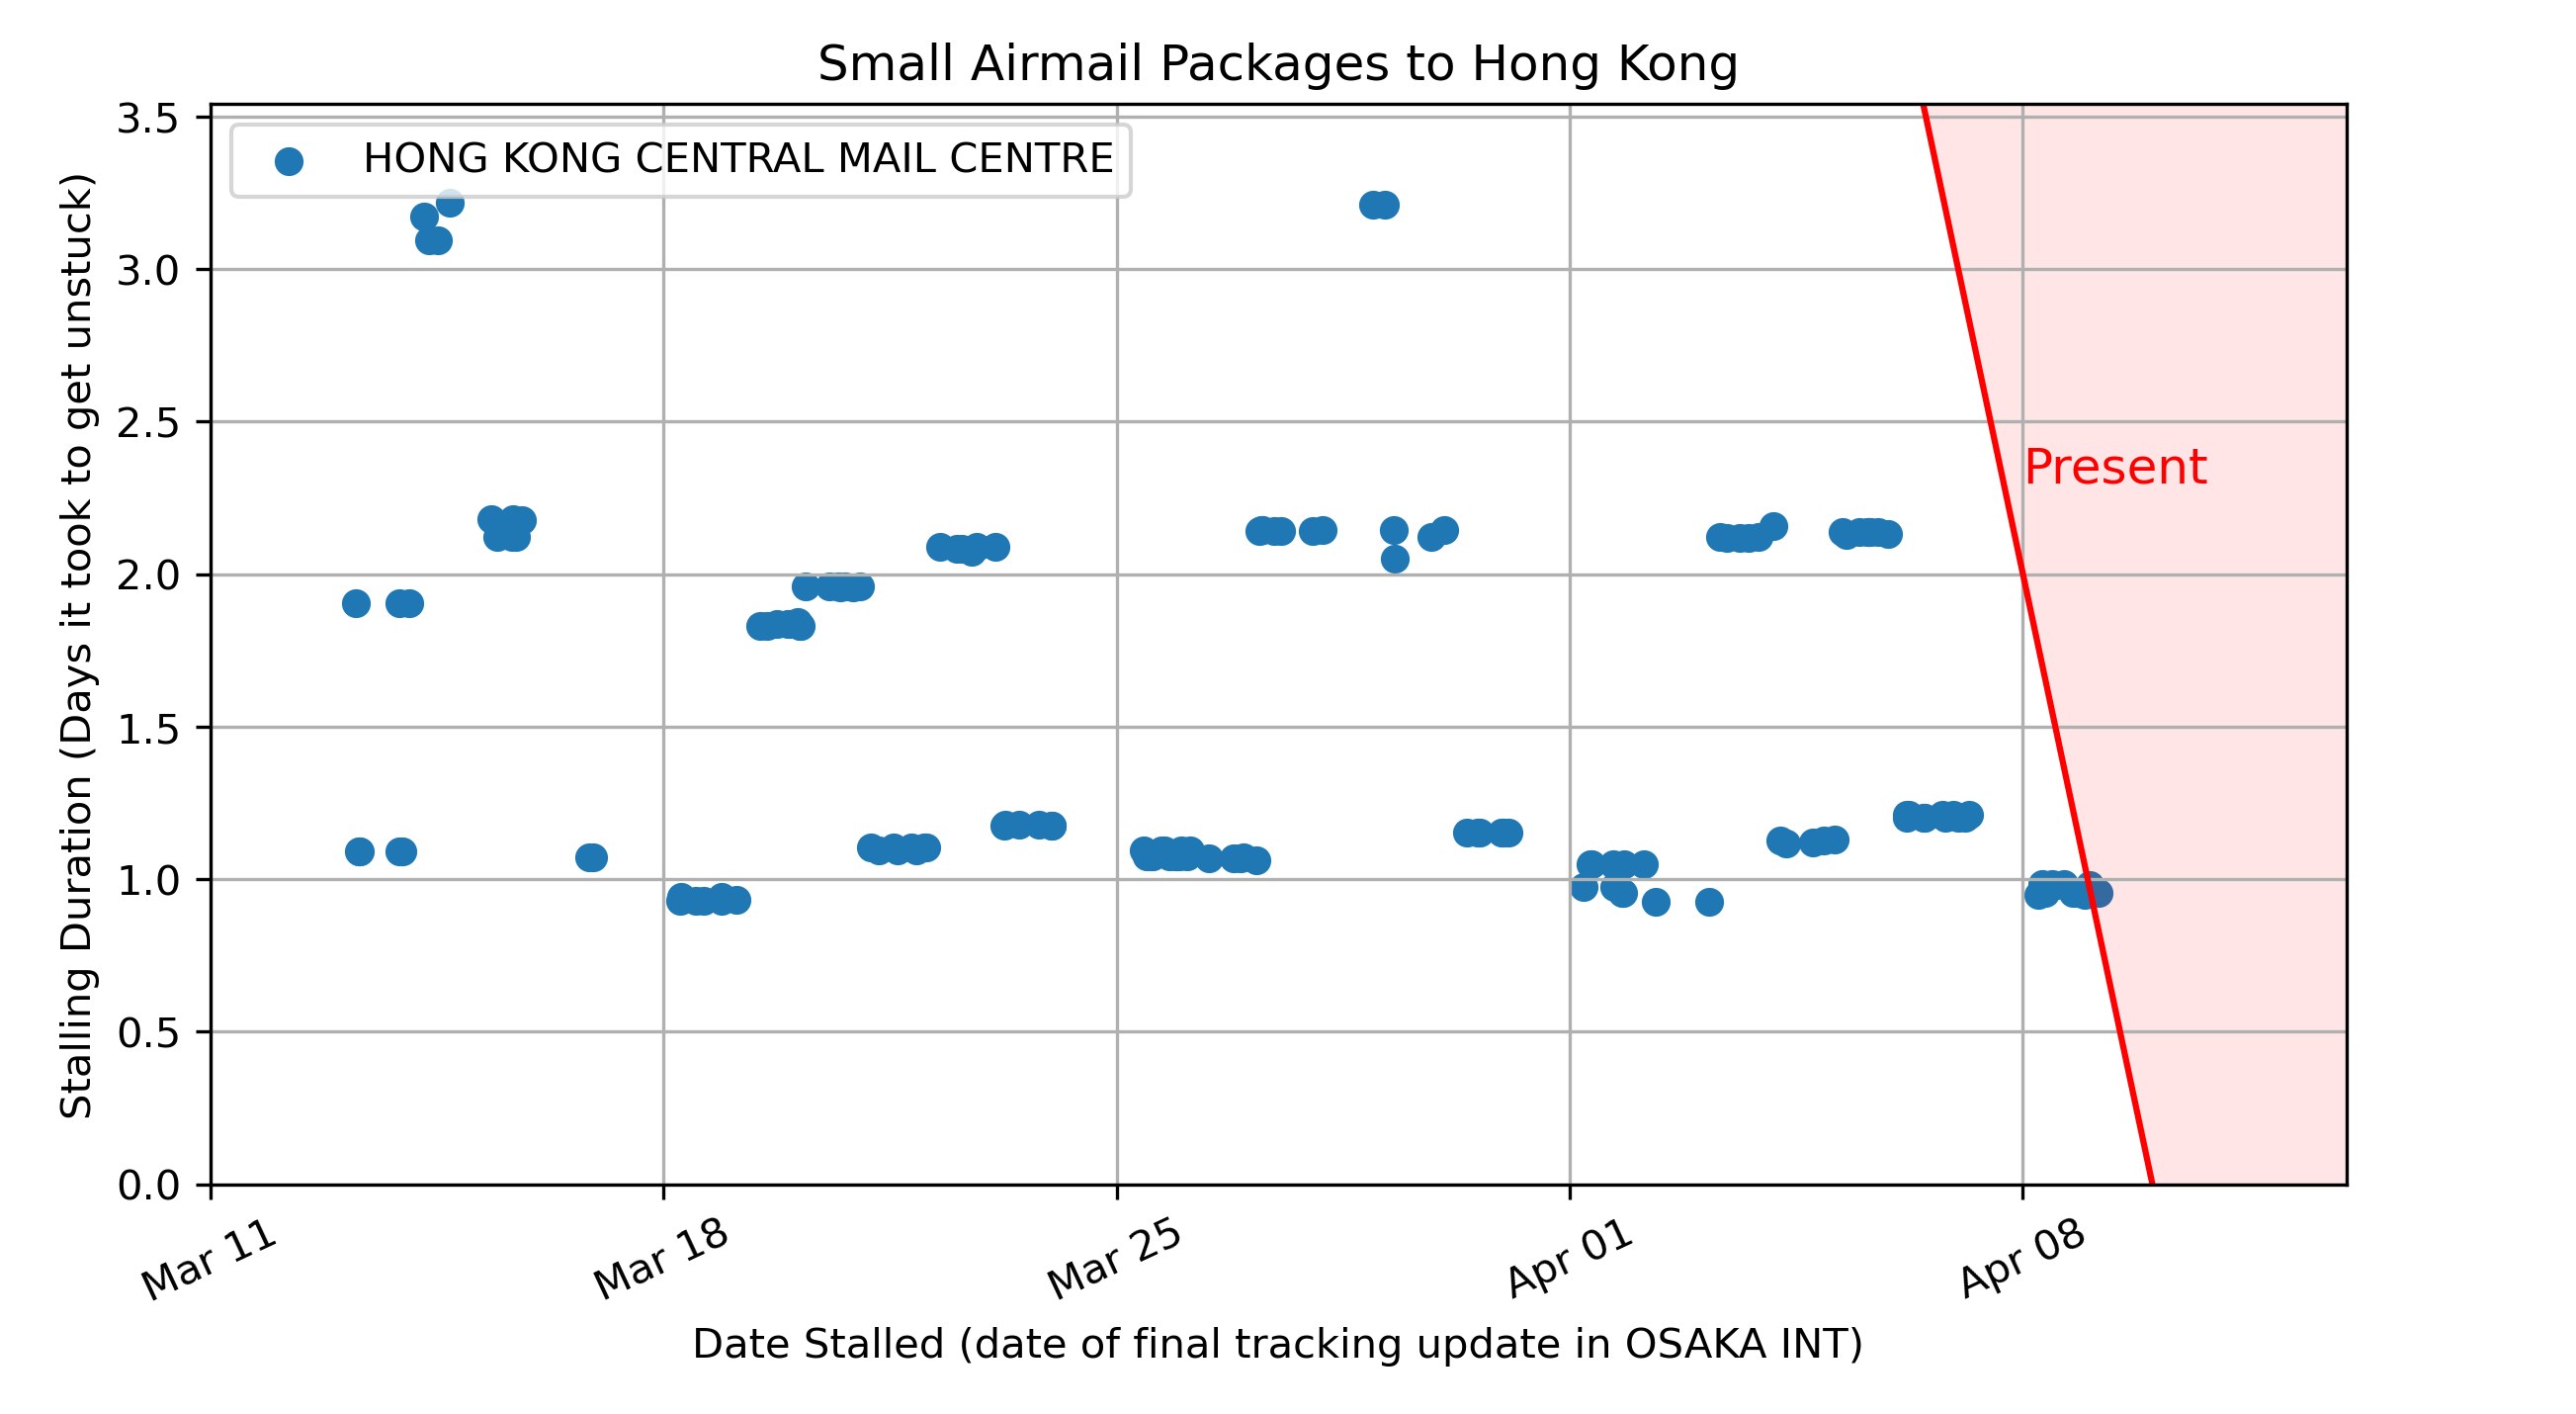 Small Airmail Packages to Hong Kong
HONG KONG CENTRAL MAIL CENTRE
Stalling Duration (Days it took to get unstuck)
3.5
3.0
2.5
2.0
1.5
1.0
0.5
0.0
Present
Mar 11
Mar 18
Mar 25
Apr 01
Apr 08
Date Stalled (date of final tracking update in OSAKA INT)